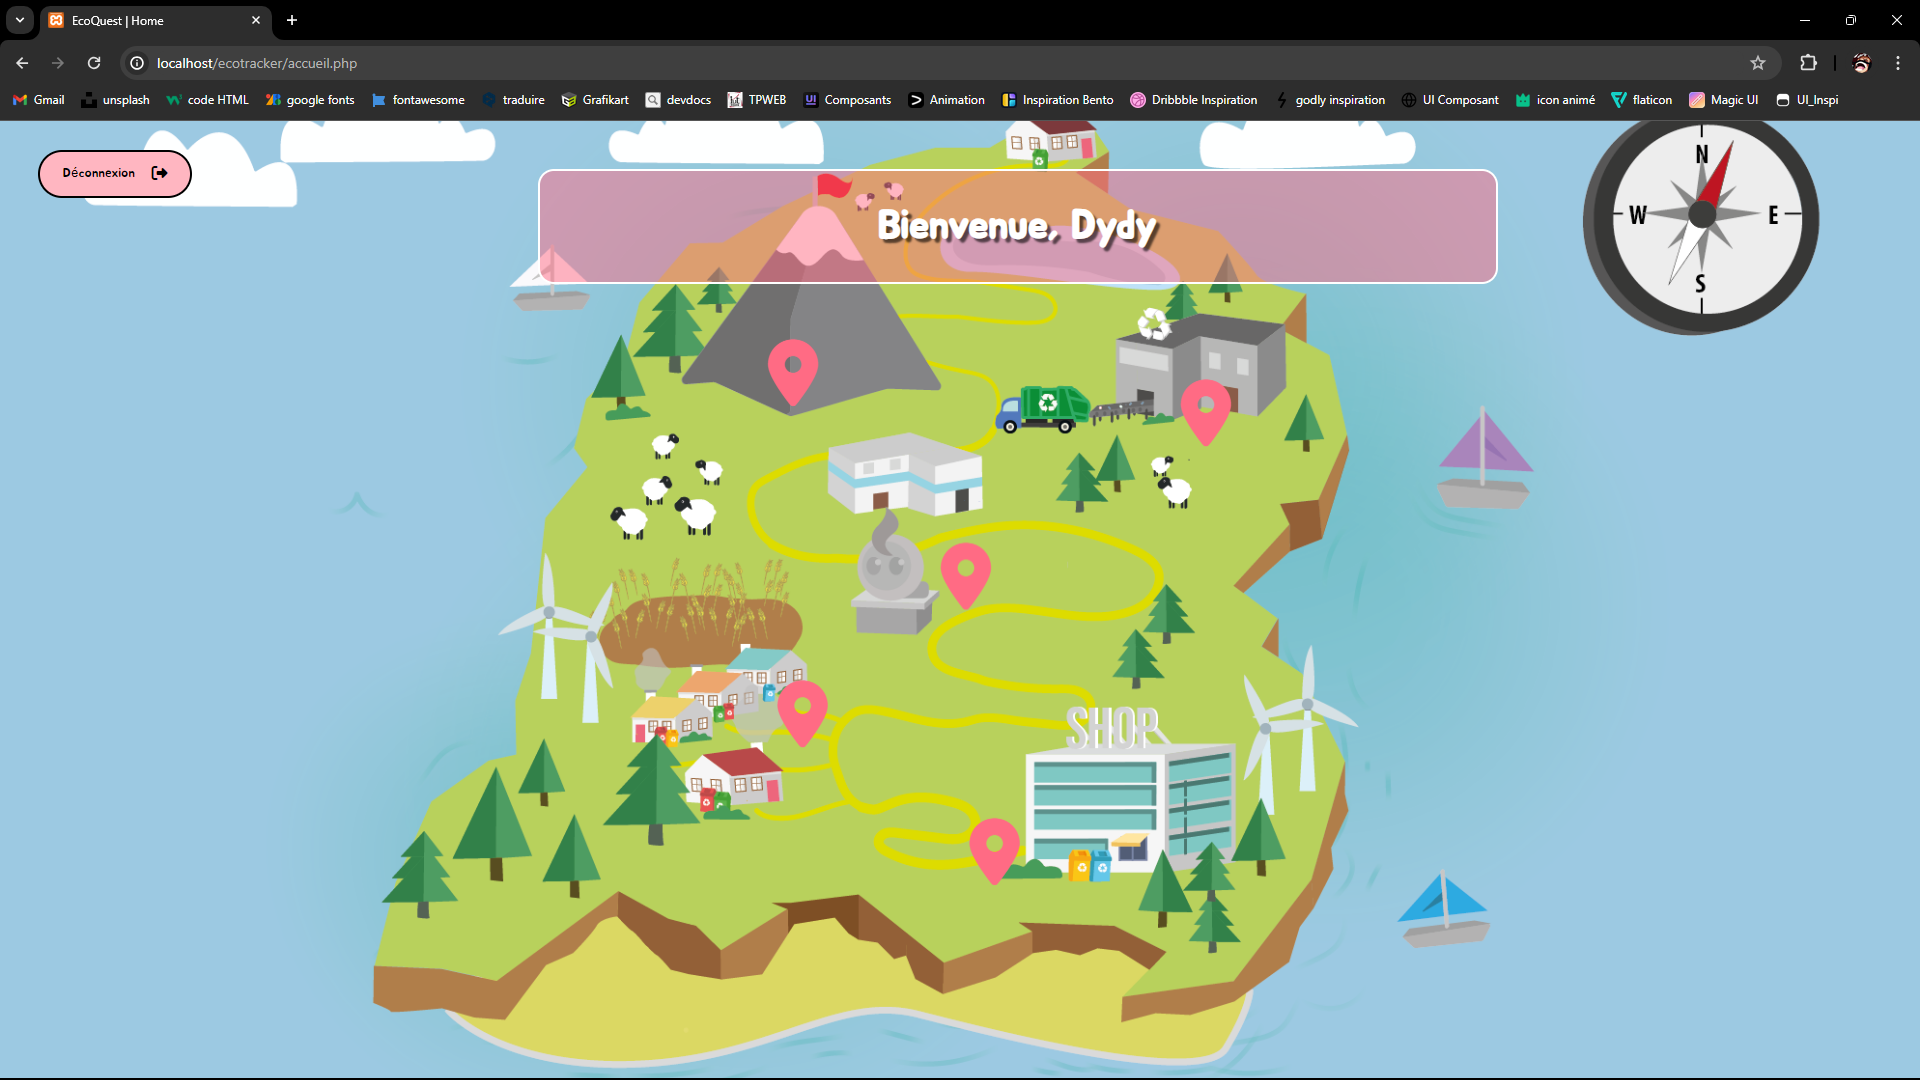 EcoQuest | Home
localhost/ecotracker/accueil.php
Gmail unsplash code HTML google fonts fontawesome traduire Grafikart devdocs TPWEB Composants Animation Inspiration Bento Dribbble Inspiration godly inspiration UI Composant icon animé flaticon Magic UI UI_Inspi
Déconnexion
Bienvenue, Dydy
N
W
E
S
SHOP